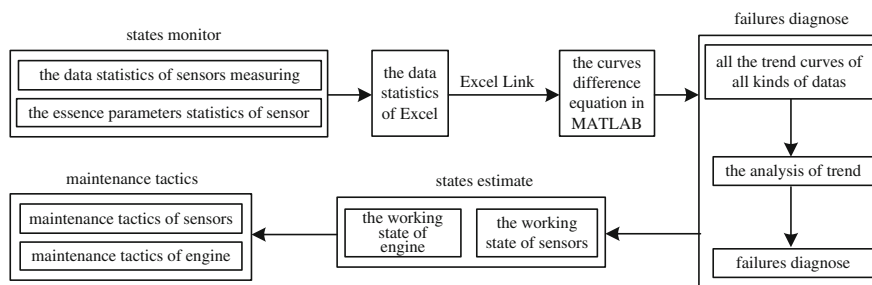 states monitor
the data statistics of sensors measuring
the essence parameters statistics of sensor
the data
statistics
of Excel
Excel Link
the curves
difference
equation in
MATLAB
failures diagnose
all the trend curves of
all kinds of datas
the analysis of trend
failures diagnose
states estimate
the working
state of
engine
the working
state of sensors
maintenance tactics
maintenance tactics of sensors
maintenance tactics of engine